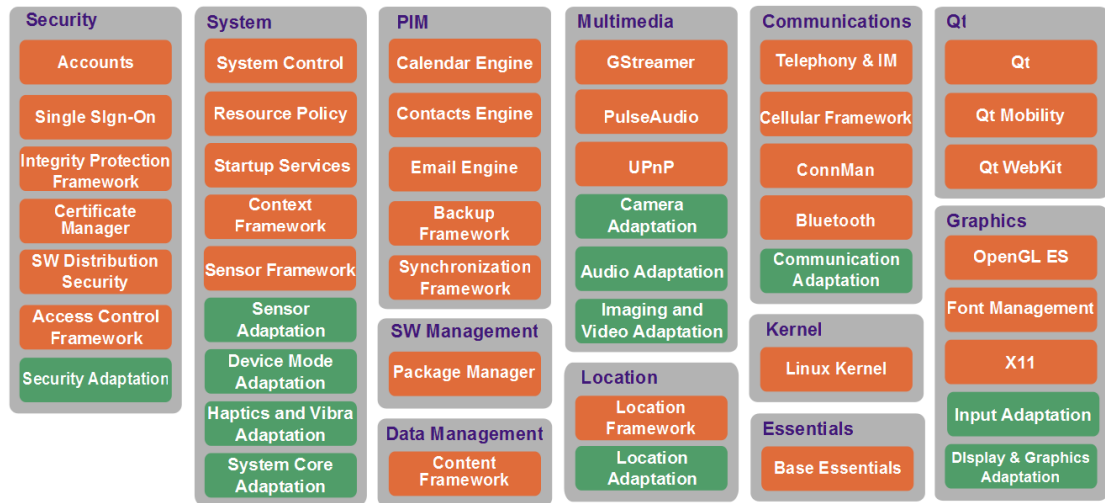 Security
Accounts
Single SIgn-On
Integrity Protection
Framework
Certificate
Manager
SW Distribution
Security
Access Control
Framework
Security Adaptation
System
System Control
Resource Policy
Startup Services
Context
Framework
Sensor Framework
Sensor
Adaptation
Device Mode
Adaptation
Haptics and Vibra
Adaptation
System Core
Adaptation
PIM
Calendar Engine
Contacts Engine
Email Engine
Backup
Framework
Synchronization
Framework
SW Management
Package Manager
Data Management
Content
Framework
Multimedia
GStreamer
PulseAudio
UPnP
Camera
Adaptation
Audio Adaptation
Imaging and
Video Adaptation
Location
Location
Framework
Location
Adaptation
Communications
Telephony & IM
Cellular Framework
ConnMan
Bluetooth
Communication
Adaptation
Kernel
Linux Kernel
Essentials
Base Essentials
Qt
Qt
Qt Mobility
Qt WebKit
Graphics
OpenGL ES
Font Management
X11
Input Adaptation
DIsplay & Graphics
Adaptation